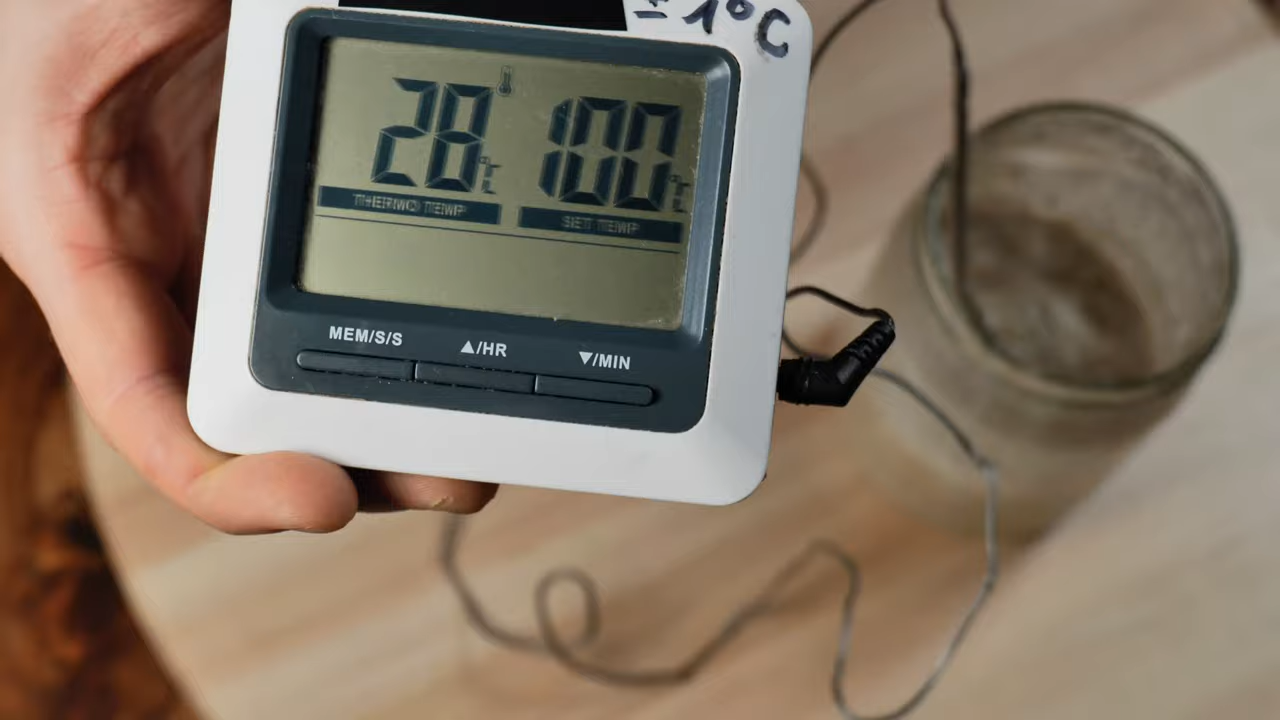 ± 1°C
28°C 100°C
THERMO TEMP SET TEMP
MEM/S/S ▲/HR ▼/MIN